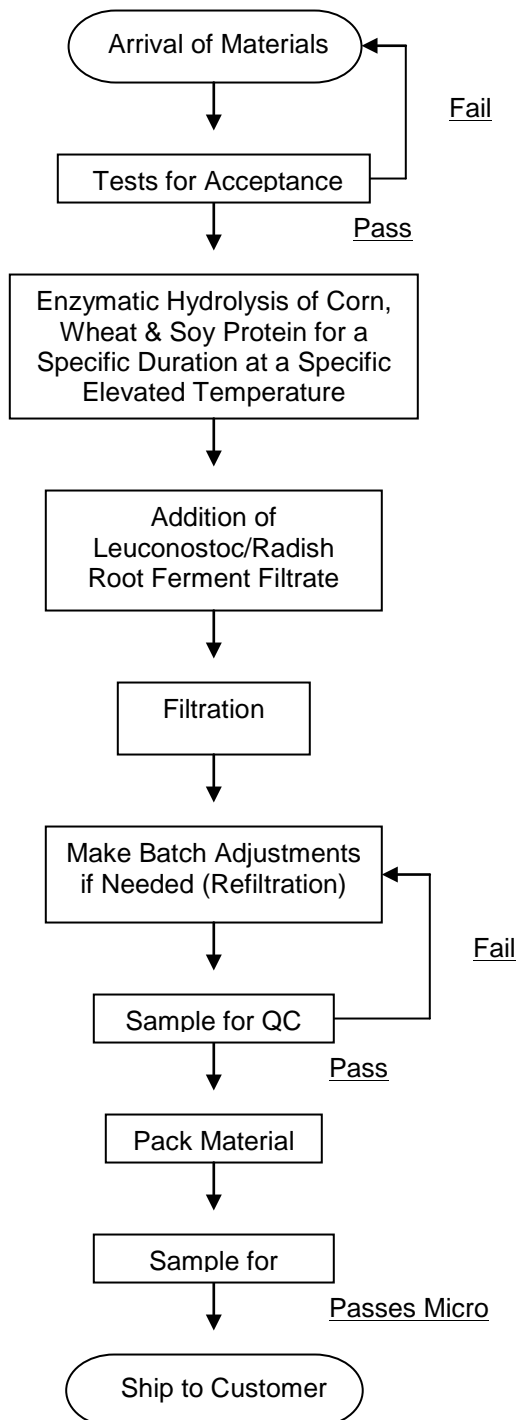 Arrival of Materials
Fail
Tests for Acceptance
Pass
Enzymatic Hydrolysis of Corn,
Wheat & Soy Protein for a
Specific Duration at a Specific
Elevated Temperature
Addition of
Leuconostoc/Radish
Root Ferment Filtrate
Filtration
Make Batch Adjustments
if Needed (Refiltration)
Fail
Sample for QC
Pass
Pack Material
Sample for
Passes Micro
Ship to Customer